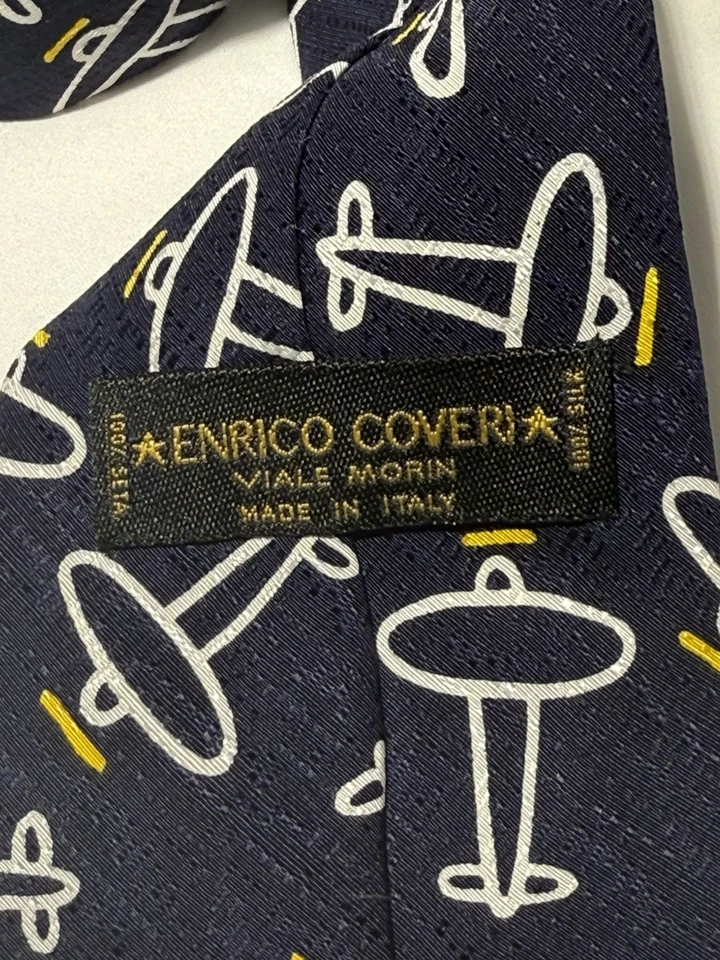 ★ENRICO COVERI★
VIALE MORIN
MADE IN ITALY
100% SETA
100% SILK